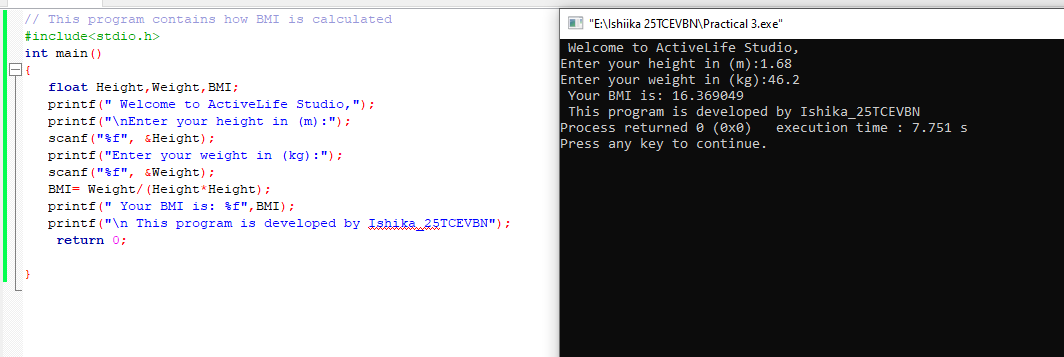 // This program contains how BMI is calculated
#include<stdio.h>
int main()
{
float Height,Weight,BMI;
printf(" Welcome to ActiveLife Studio,");
printf("\nEnter your height in (m):");
scanf("%f", &Height);
printf("Enter your weight in (kg):");
scanf("%f", &Weight);
BMI= Weight/(Height*Height);
printf(" Your BMI is: %f",BMI);
printf("\n This program is developed by Ishika_25TCEVBN");
return 0;
}
"E:\Ishiika 25TCEVBN\Practical 3.exe"
Welcome to ActiveLife Studio,
Enter your height in (m):1.68
Enter your weight in (kg):46.2
Your BMI is: 16.369049
This program is developed by Ishika_25TCEVBN
Process returned 0 (0x0)   execution time : 7.751 s
Press any key to continue.